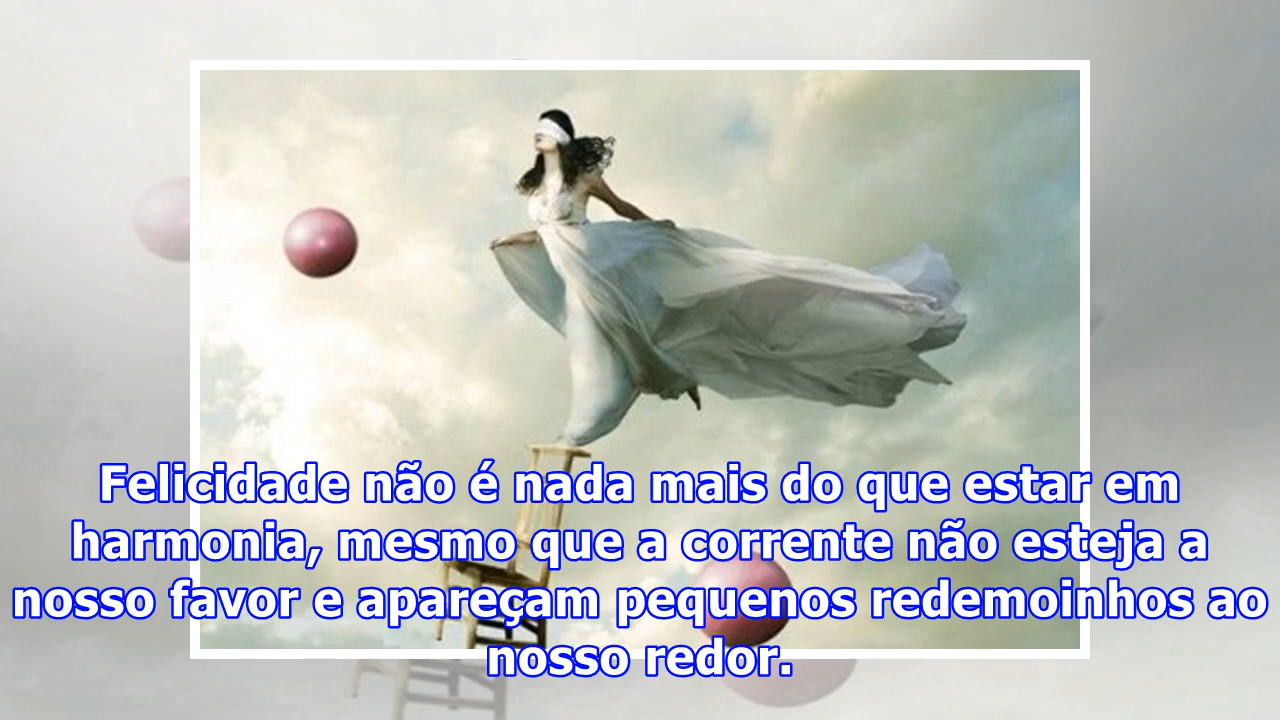 Felicidade não é nada mais do que estar em
harmonia, mesmo que a corrente não esteja a
nosso favor e apareçam pequenos redemoinhos ao
nosso redor.